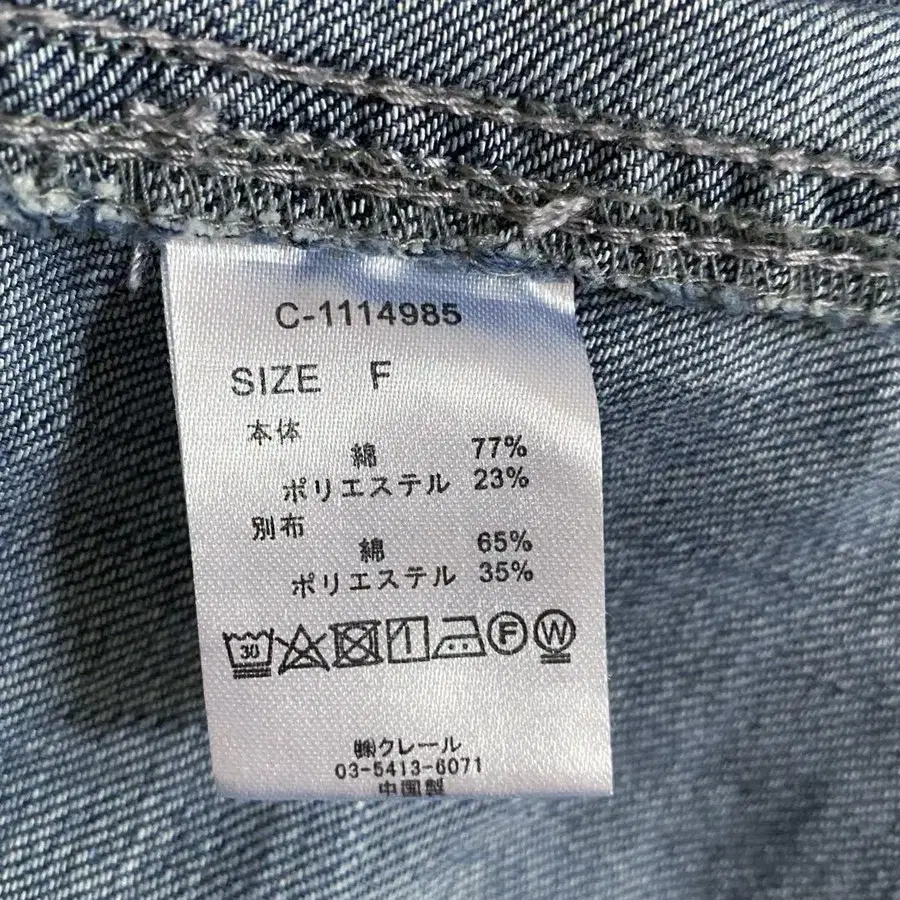 C-1114985
SIZE F
本体
綿 77%
ポリエステル 23%
別布
綿 65%
ポリエステル 35%
30 F W
㈱クレール
03-5413-6071
中国製